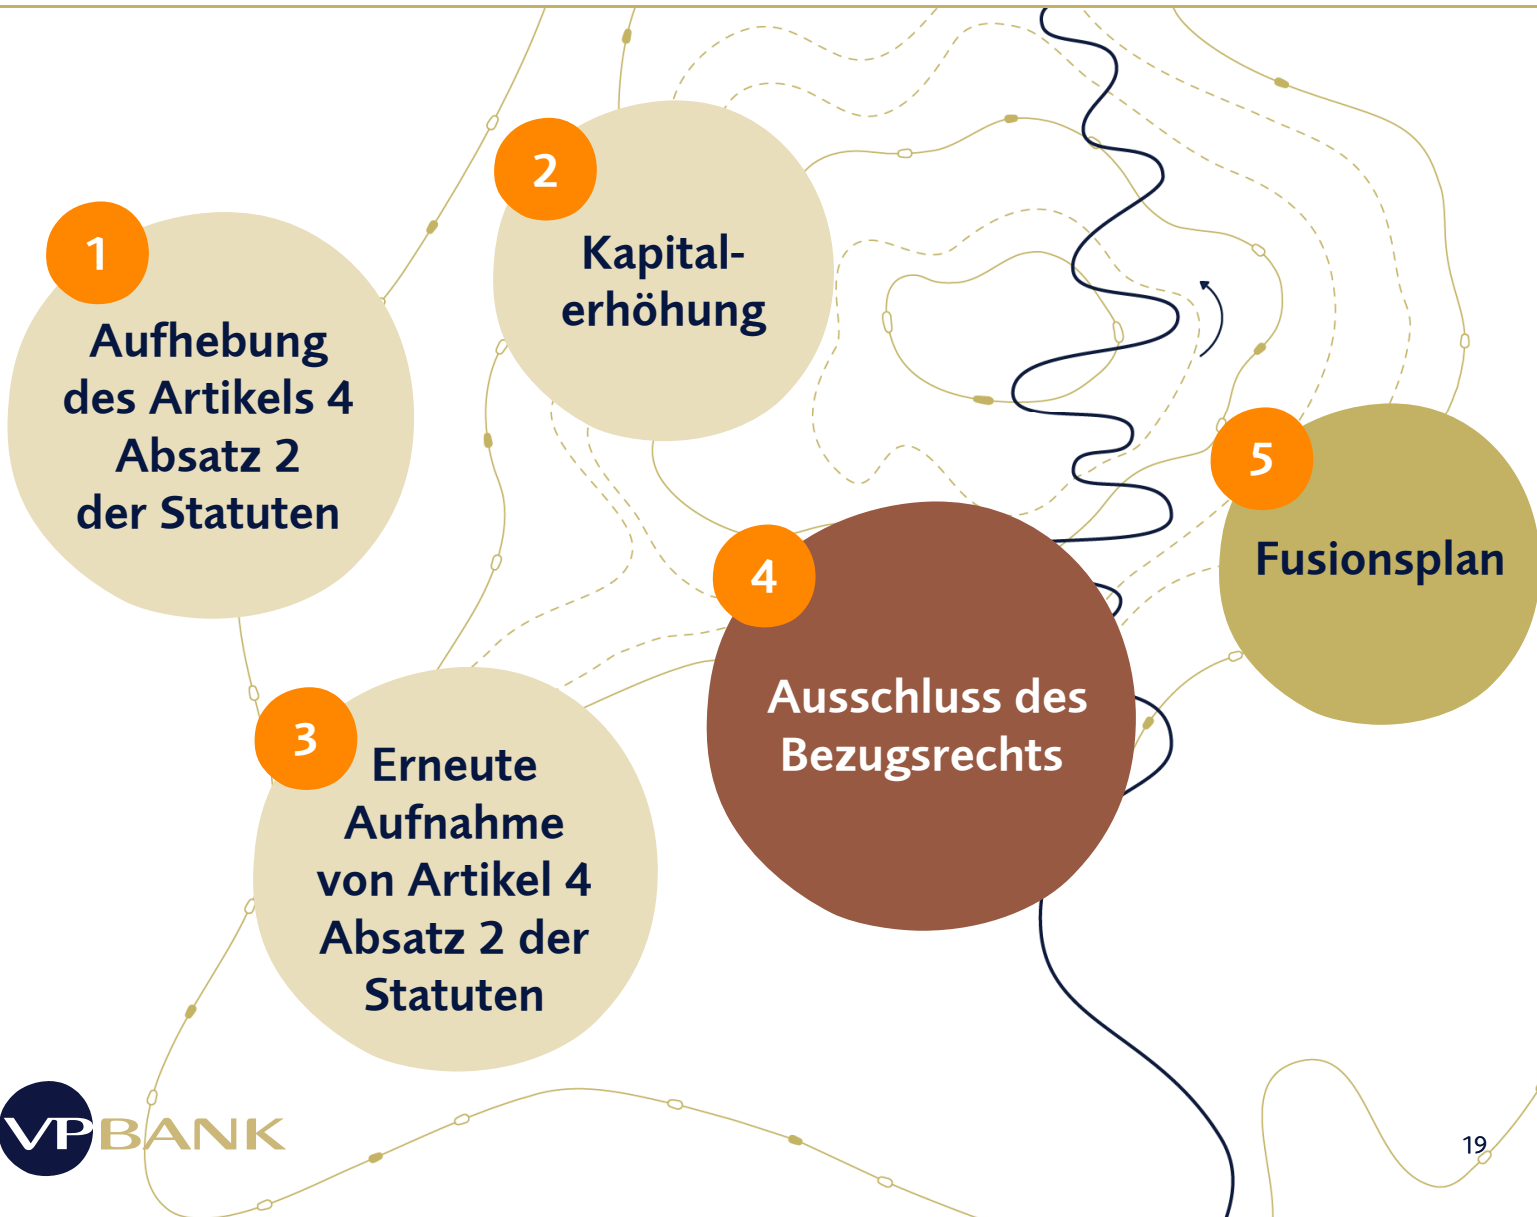 1
Aufhebung
des Artikels 4
Absatz 2
der Statuten
2
Kapital-
erhöhung
3
Erneute
Aufnahme
von Artikel 4
Absatz 2 der
Statuten
4
Ausschluss des
Bezugsrechts
5
Fusionsplan
VPBANK
19